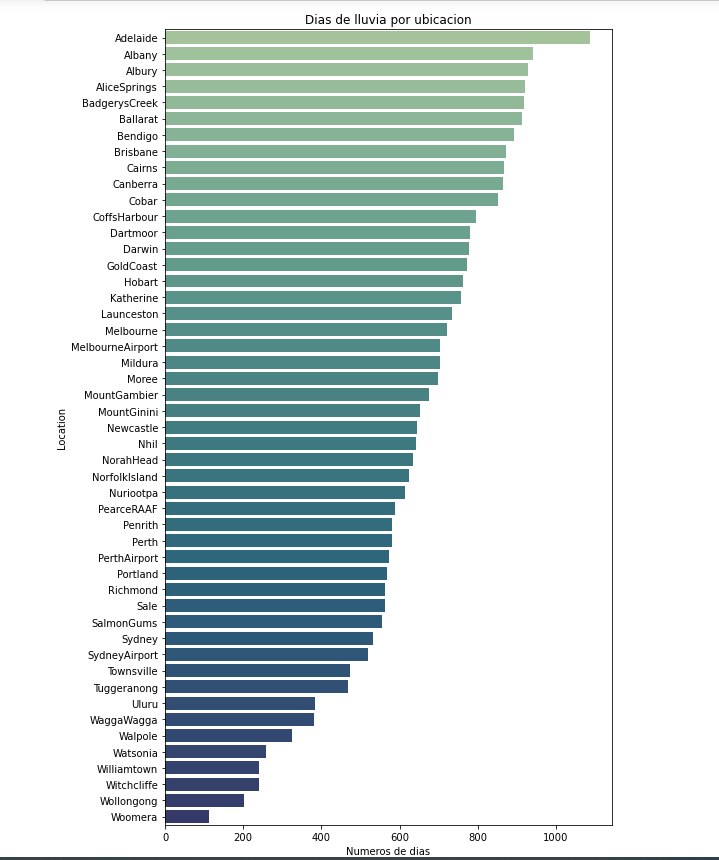 Dias de lluvia por ubicacion
Adelaide
Albany
Albury
AliceSprings
BadgerysCreek
Ballarat
Bendigo
Brisbane
Cairns
Canberra
Cobar
CoffsHarbour
Dartmoor
Darwin
GoldCoast
Hobart
Katherine
Launceston
Melbourne
MelbourneAirport
Mildura
Moree
MountGambier
MountGinini
Newcastle
Nhil
NorahHead
NorfolkIsland
Nuriootpa
PearceRAAF
Penrith
Perth
PerthAirport
Portland
Richmond
Sale
SalmonGums
Sydney
SydneyAirport
Townsville
Tuggeranong
Uluru
WaggaWagga
Walpole
Watsonia
Williamtown
Witchcliffe
Wollongong
Woomera
Location
0 200 400 600 800 1000
Numeros de dias